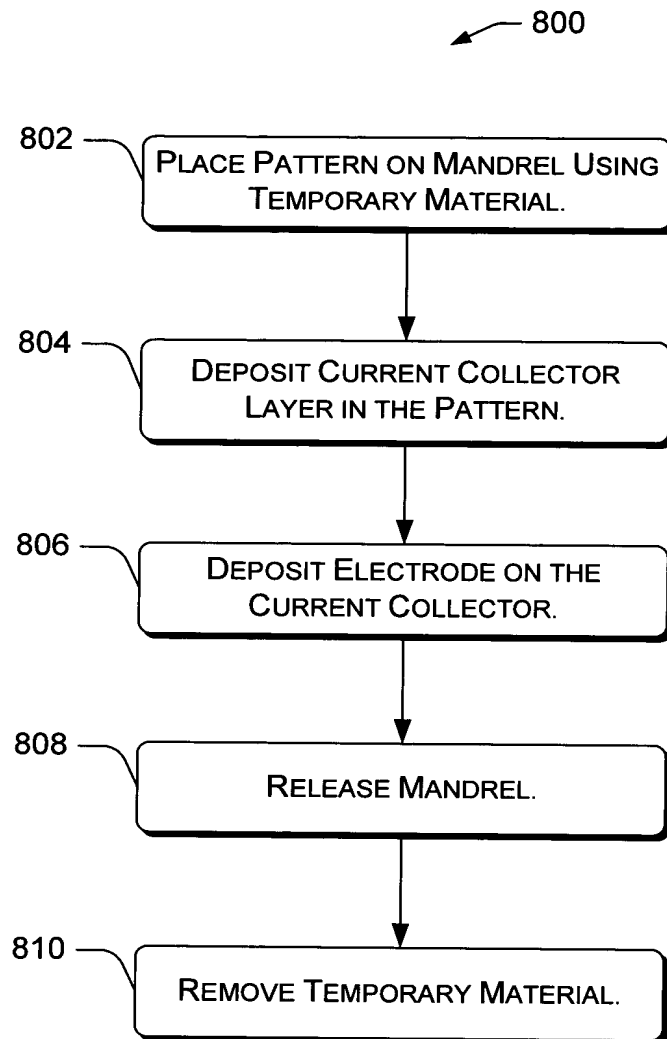 800
802
PLACE PATTERN ON MANDREL USING
TEMPORARY MATERIAL.
804
DEPOSIT CURRENT COLLECTOR
LAYER IN THE PATTERN.
806
DEPOSIT ELECTRODE ON THE
CURRENT COLLECTOR.
808
RELEASE MANDREL.
810
REMOVE TEMPORARY MATERIAL.